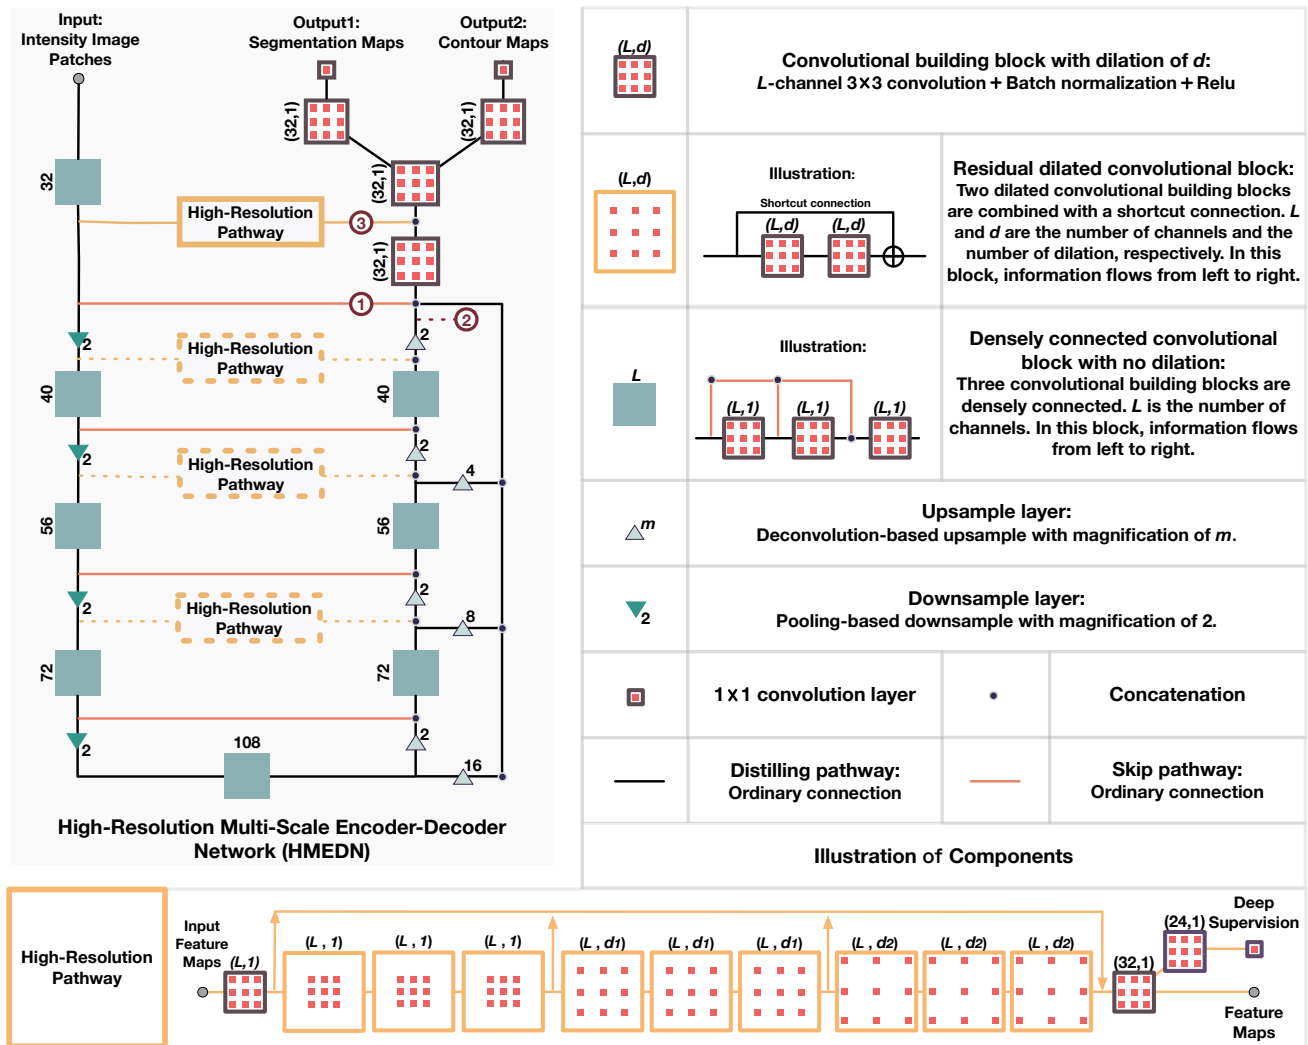 Input:
Intensity Image
Patches
Output1:
Segmentation Maps
Output2:
Contour Maps
(32,1)
(32,1)
(32,1)
32
High-Resolution
Pathway
3
(32,1)
1
2
2
2
High-Resolution
Pathway
40
40
2
2
High-Resolution
Pathway
4
56
56
2
2
High-Resolution
Pathway
8
72
72
2
2
108
16
High-Resolution Multi-Scale Encoder-Decoder
Network (HMEDN)
(L,d)
Convolutional building block with dilation of d:
L-channel 3×3 convolution + Batch normalization + Relu
(L,d)
Illustration:
Shortcut connection
(L,d)
(L,d)
Residual dilated convolutional block:
Two dilated convolutional building blocks
are combined with a shortcut connection. L
and d are the number of channels and the
number of dilation, respectively. In this
block, information flows from left to right.
L
Illustration:
(L,1)
(L,1)
(L,1)
Densely connected convolutional
block with no dilation:
Three convolutional building blocks are
densely connected. L is the number of
channels. In this block, information flows
from left to right.
m
Upsample layer:
Deconvolution-based upsample with magnification of m.
2
Downsample layer:
Pooling-based downsample with magnification of 2.
1×1 convolution layer
Concatenation
Distilling pathway:
Ordinary connection
Skip pathway:
Ordinary connection
Illustration of Components
High-Resolution
Pathway
Input
Feature
Maps
(L,1)
(L , 1)
(L , 1)
(L , 1)
(L , d1)
(L , d1)
(L , d1)
(L , d2)
(L , d2)
(L , d2)
(32,1)
(24,1)
Deep
Supervision
Feature
Maps